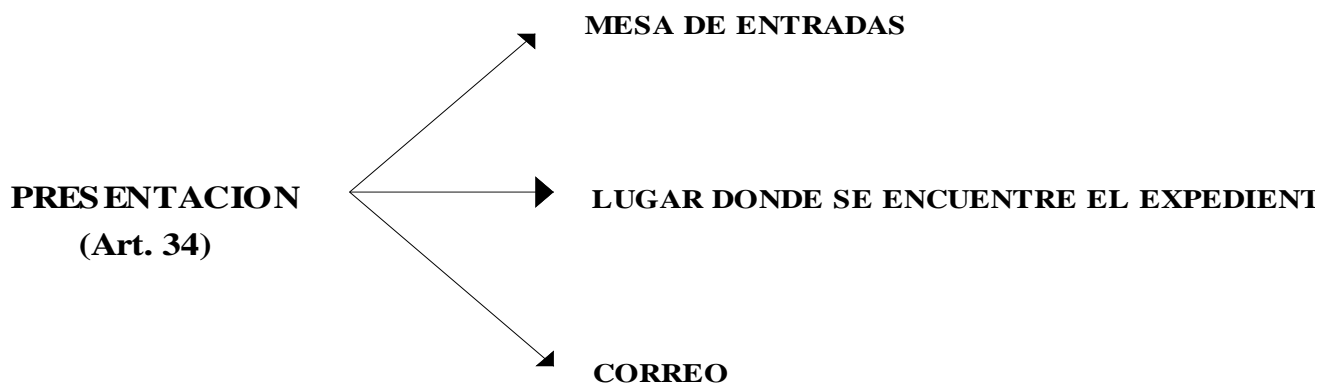 MESA DE ENTRADAS
PRESENTACION
(Art. 34)
LUGAR DONDE SE ENCUENTRE EL EXPEDIENT
CORREO